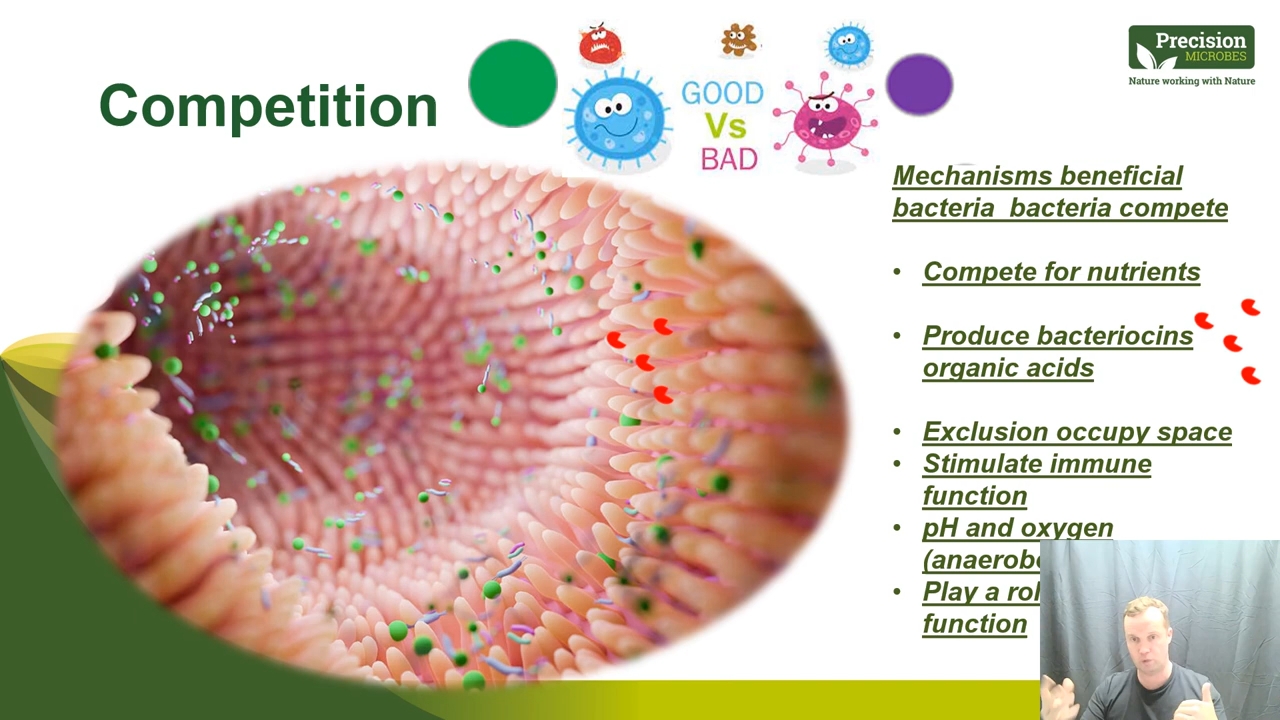 Competition
GOOD
Vs
BAD
Precision
MICROBES
Nature working with Nature
Mechanisms beneficial
bacteria bacteria compete
• Compete for nutrients
• Produce bacteriocins
organic acids
• Exclusion occupy space
• Stimulate immune
function
• pH and oxygen
• Play a
function